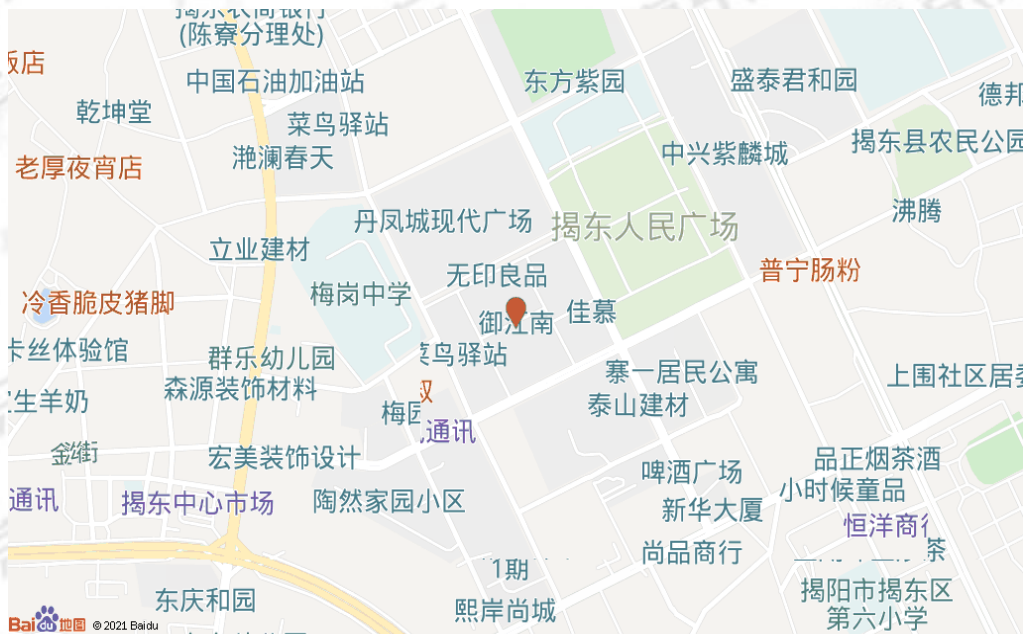 (陈寮分理处)
饭店
中国石油加油站
东方紫园
盛泰君和园
德邦
乾坤堂
菜鸟驿站
揭东县农民公园
老厚夜宵店
滟澜春天
中兴紫麟城
沸腾
丹凤城现代广场
揭东人民广场
立业建材
无印良品
普宁肠粉
梅岗中学
冷香脆皮猪脚
御江南
佳慕
卡丝体验馆
群乐幼儿园
菜鸟驿站
寨一居民公寓
上围社区居委
森源装饰材料
泰山建材
生羊奶
梅园
通讯
金街
宏美装饰设计
啤酒广场
品正烟茶酒
小时候童品
通讯
揭东中心市场
陶然家园小区
新华大厦
恒洋商行
尚品商行
茶
1期
揭阳市揭东区
第六小学
东庆和园
熙岸尚城
Bai du 地图 © 2021 Baidu